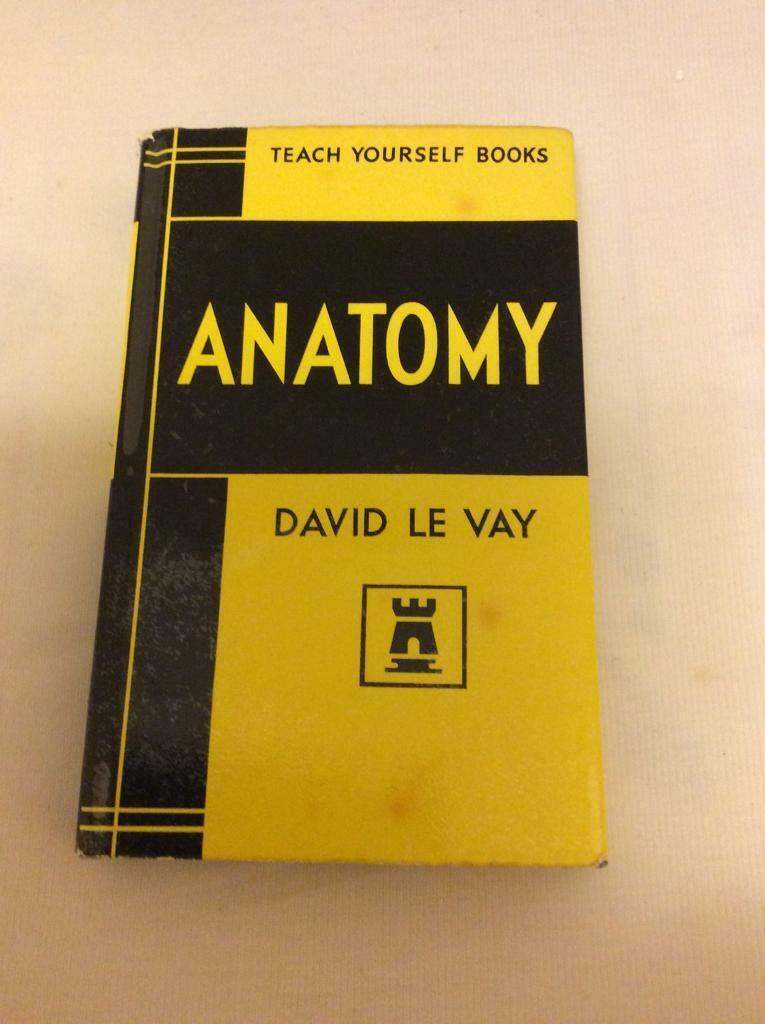 TEACH YOURSELF BOOKS
ANATOMY
DAVID LE VAY